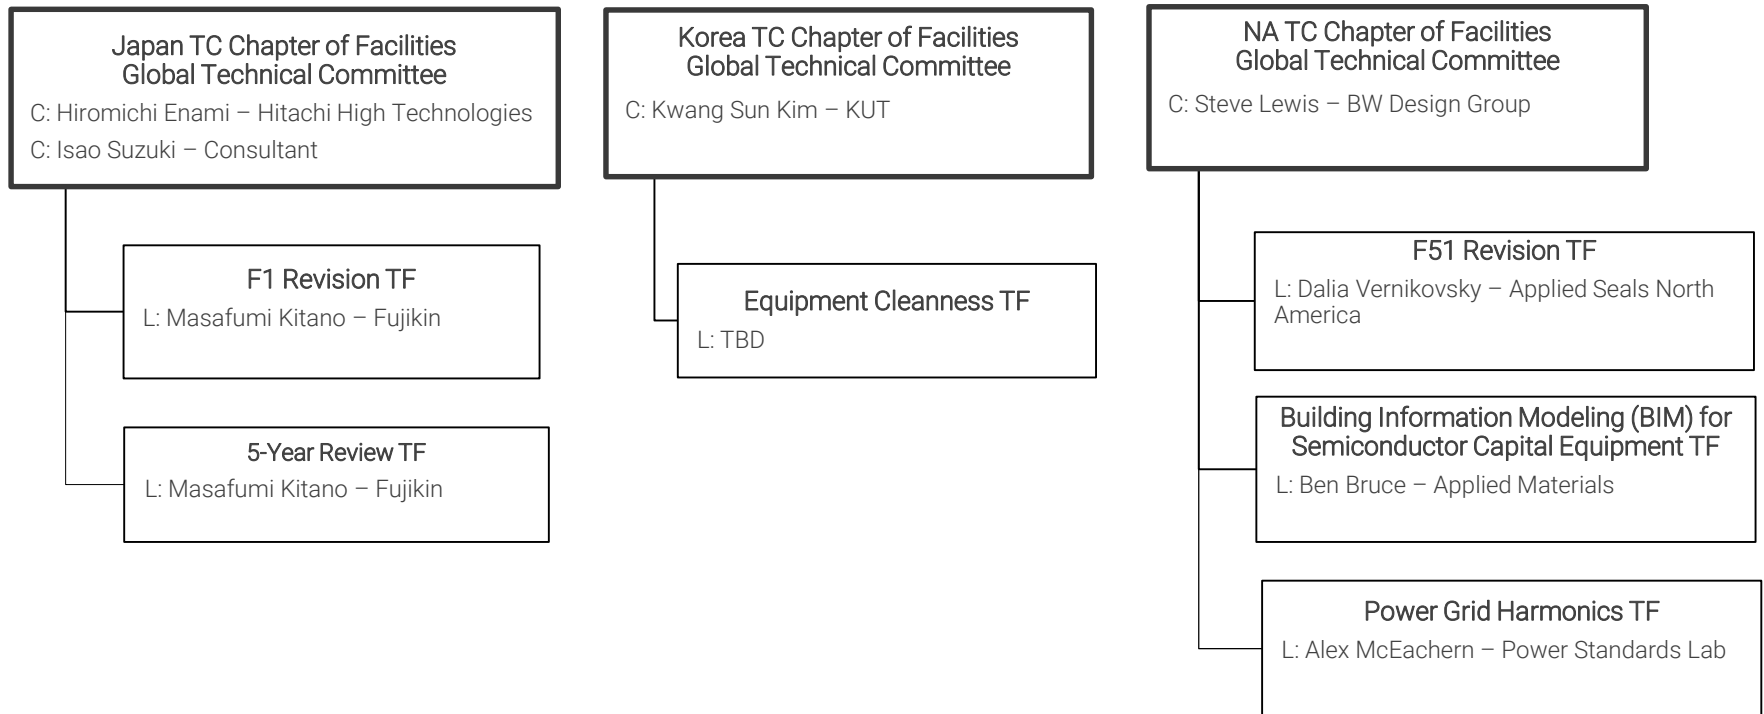 Japan TC Chapter of Facilities
Global Technical Committee
C: Hiromichi Enami – Hitachi High Technologies
C: Isao Suzuki – Consultant
F1 Revision TF
L: Masafumi Kitano – Fujikin
5-Year Review TF
L: Masafumi Kitano – Fujikin
Korea TC Chapter of Facilities
Global Technical Committee
C: Kwang Sun Kim – KUT
Equipment Cleanness TF
L: TBD
NA TC Chapter of Facilities
Global Technical Committee
C: Steve Lewis – BW Design Group
F51 Revision TF
L: Dalia Vernikovsky – Applied Seals North
America
Building Information Modeling (BIM) for
Semiconductor Capital Equipment TF
L: Ben Bruce – Applied Materials
Power Grid Harmonics TF
L: Alex McEachern – Power Standards Lab